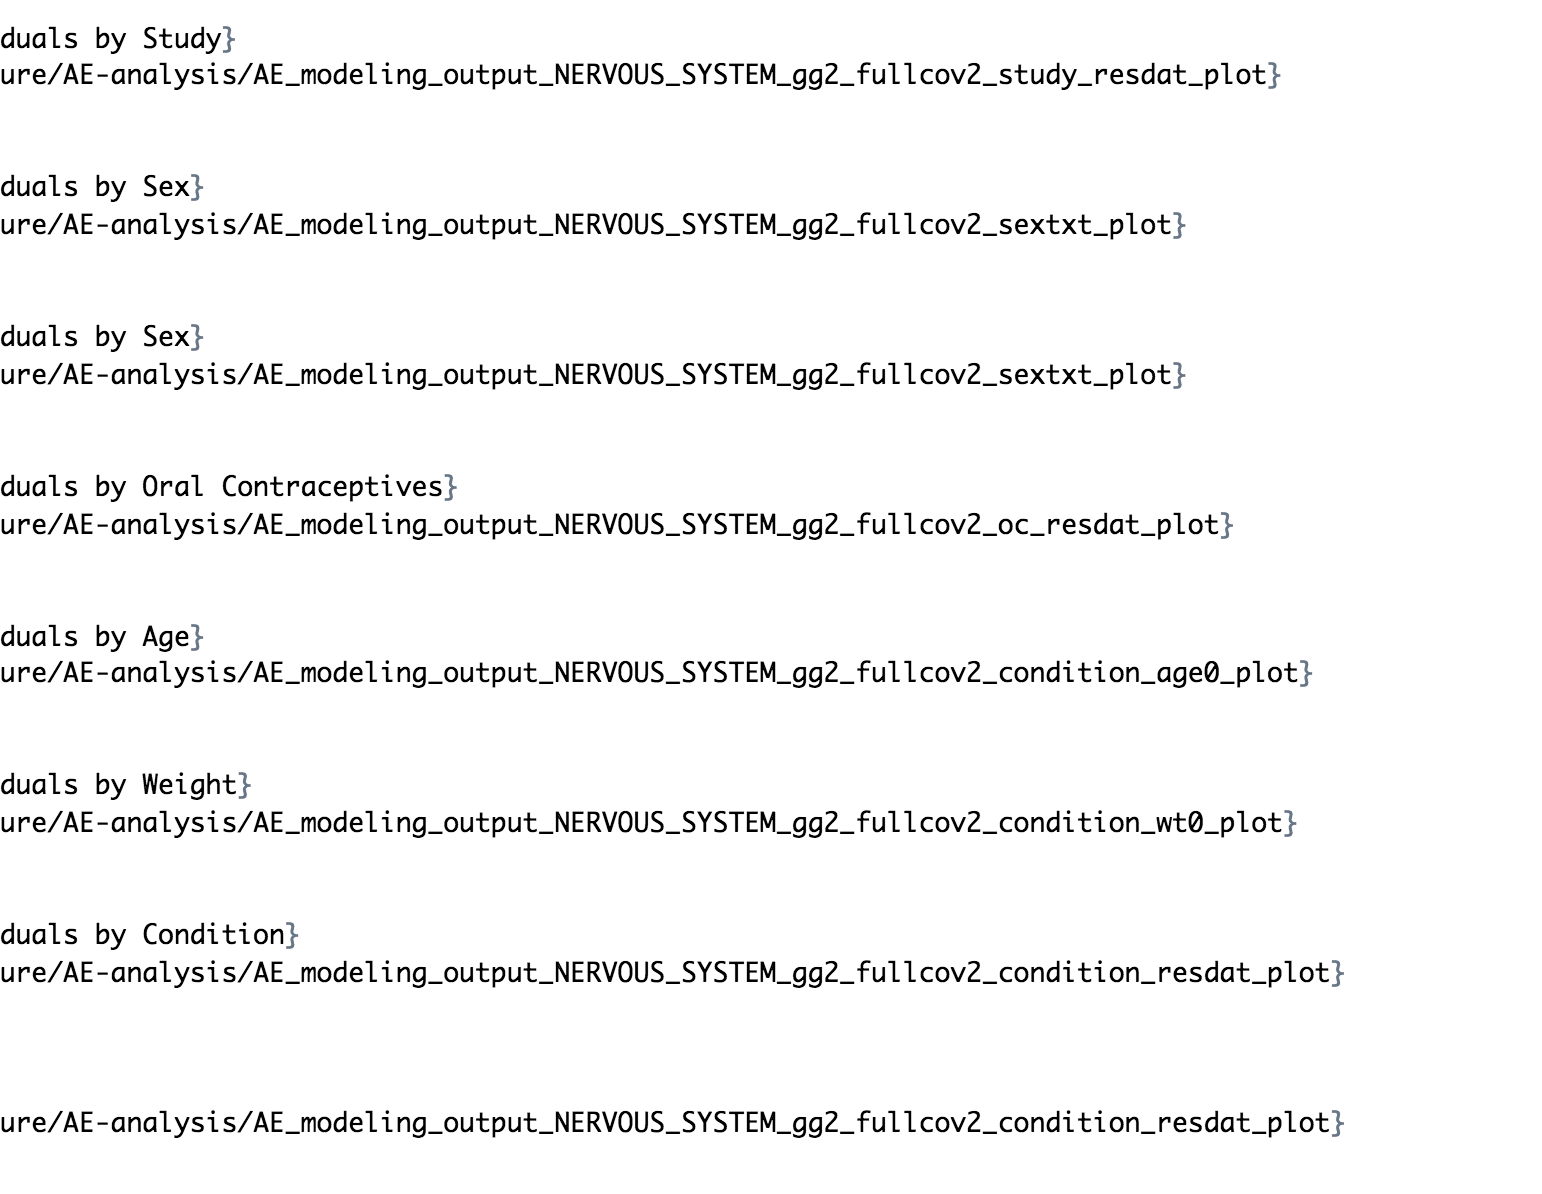 duals by Study}
ure/AE-analysis/AE_modeling_output_NERVOUS_SYSTEM_gg2_fullcov2_study_resdat_plot}
duals by Sex}
ure/AE-analysis/AE_modeling_output_NERVOUS_SYSTEM_gg2_fullcov2_sextxt_plot}
duals by Sex}
ure/AE-analysis/AE_modeling_output_NERVOUS_SYSTEM_gg2_fullcov2_sextxt_plot}
duals by Oral Contraceptives}
ure/AE-analysis/AE_modeling_output_NERVOUS_SYSTEM_gg2_fullcov2_oc_resdat_plot}
duals by Age}
ure/AE-analysis/AE_modeling_output_NERVOUS_SYSTEM_gg2_fullcov2_condition_age0_plot}
duals by Weight}
ure/AE-analysis/AE_modeling_output_NERVOUS_SYSTEM_gg2_fullcov2_condition_wt0_plot}
duals by Condition}
ure/AE-analysis/AE_modeling_output_NERVOUS_SYSTEM_gg2_fullcov2_condition_resdat_plot}
ure/AE-analysis/AE_modeling_output_NERVOUS_SYSTEM_gg2_fullcov2_condition_resdat_plot}